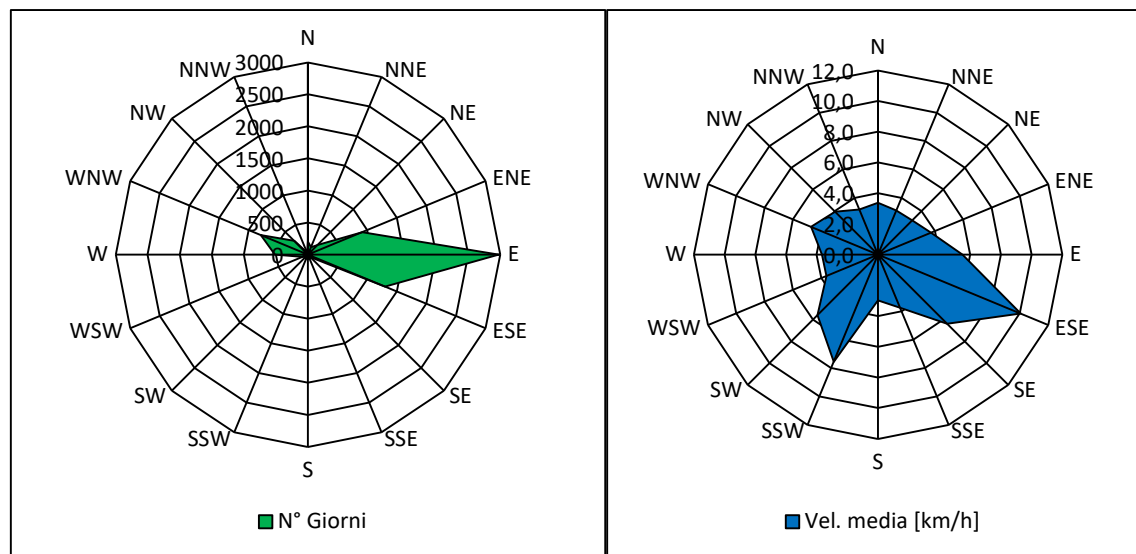 N
NNE
NE
ENE
E
ESE
SE
SSE
S
SSW
SW
WSW
W
WNW
NW
NNW
3000
2500
2000
1500
1000
500
0
N° Giorni
N
NNE
NE
ENE
E
ESE
SE
SSE
S
SSW
SW
WSW
W
WNW
NW
NNW
12,0
10,0
8,0
6,0
4,0
2,0
0,0
Vel. media [km/h]